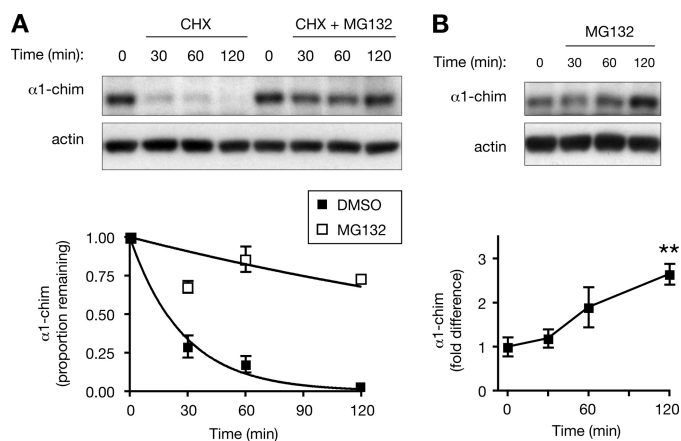 A
CHX CHX + MG132
Time (min): 0 30 60 120 0 30 60 120
α1-chim
actin
DMSO
MG132
1.00
0.75
0.50
0.25
0.00
α1-chim
(proportion remaining)
0 30 60 90 120
Time (min)
B
MG132
Time (min): 0 30 60 120
α1-chim
actin
**
3
2
1
0
α1-chim
(fold difference)
0 60 120
Time (min)